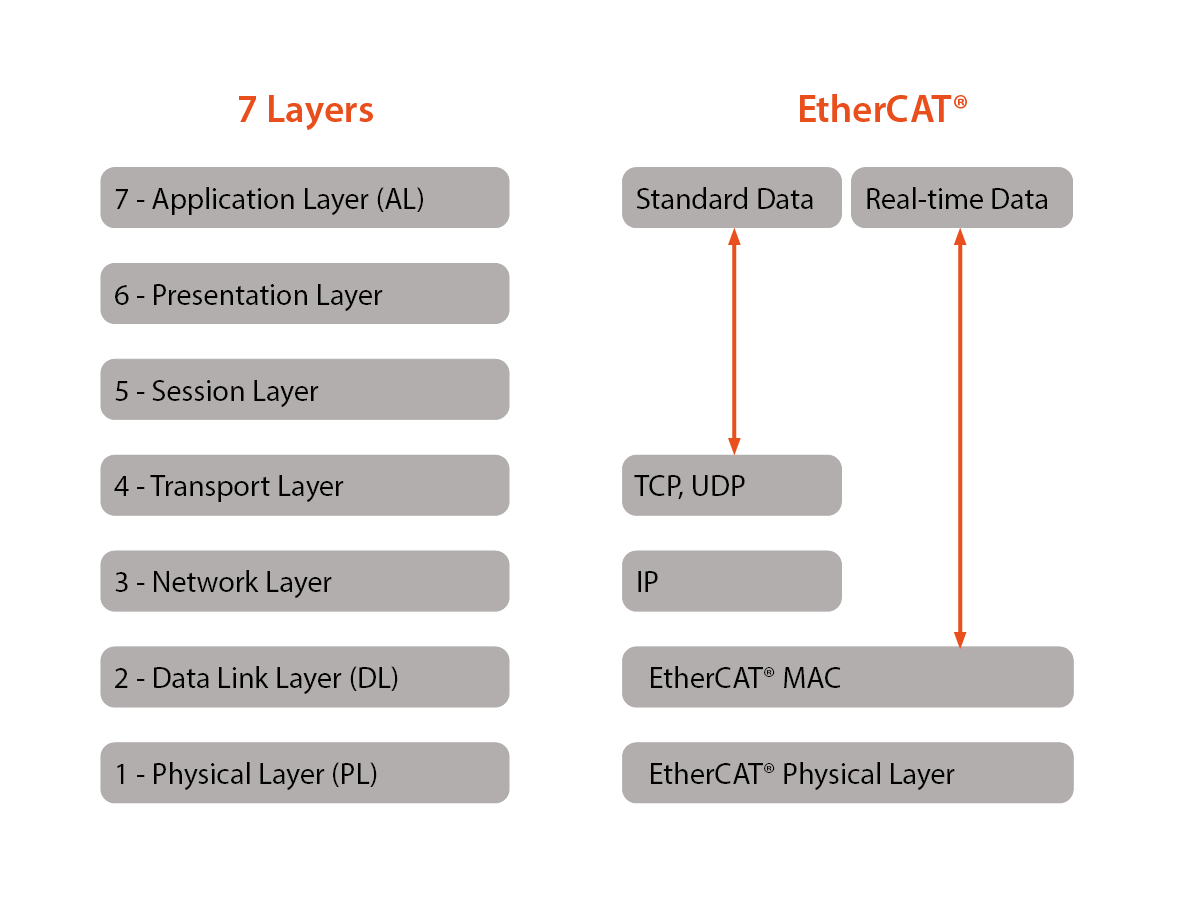 7 Layers
EtherCAT®
7 - Application Layer (AL)
Standard Data
Real-time Data
6 - Presentation Layer
5 - Session Layer
4 - Transport Layer
TCP, UDP
3 - Network Layer
IP
2 - Data Link Layer (DL)
EtherCAT® MAC
1 - Physical Layer (PL)
EtherCAT® Physical Layer